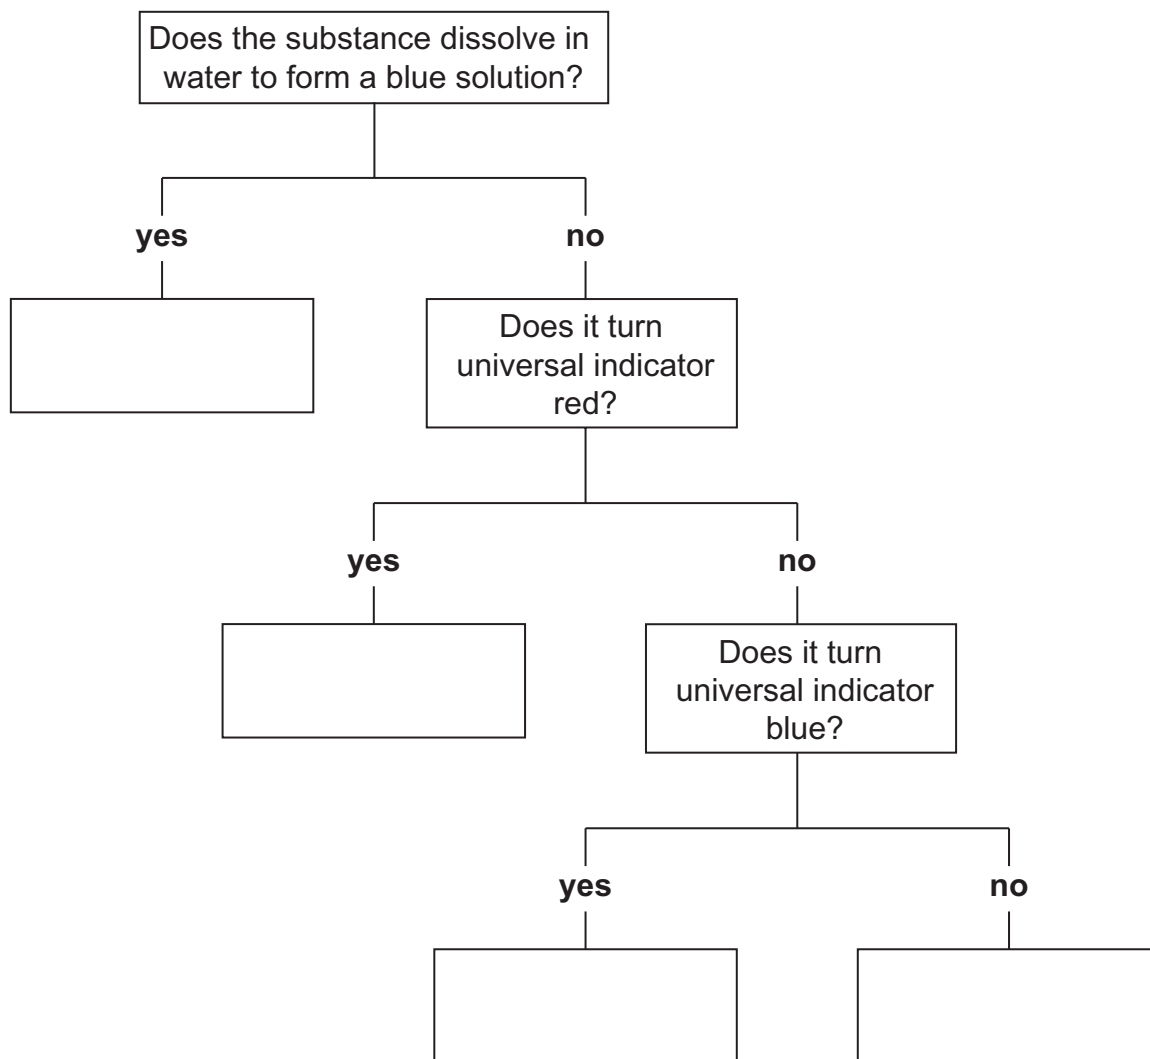 Does the substance dissolve in
water to form a blue solution?
yes
no
Does it turn
universal indicator
red?
yes
no
Does it turn
universal indicator
blue?
yes
no